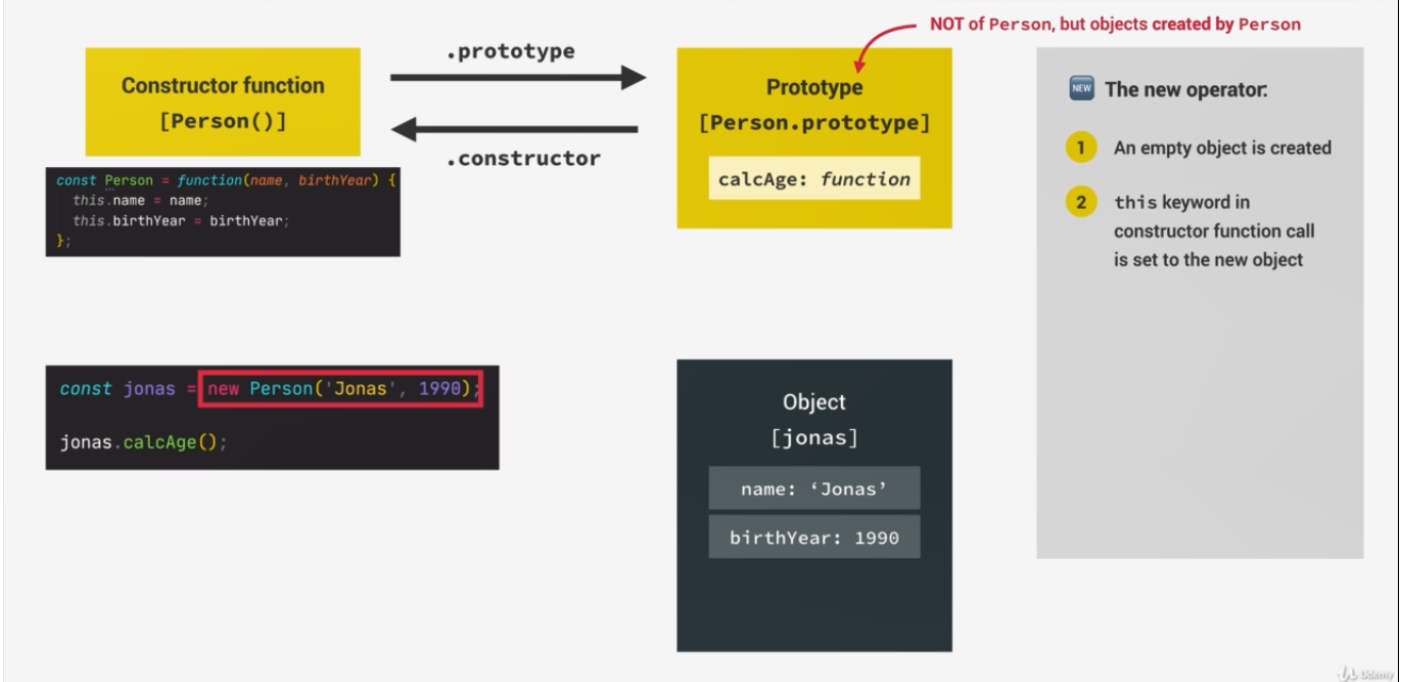 NOT of Person, but objects created by Person
Constructor function
[Person()]
.prototype
.constructor
Prototype
[Person.prototype]
calcAge: function
const Person = function(name, birthYear) {
this.name = name;
this.birthYear = birthYear;
};
NEW The new operator:
1 An empty object is created
2 this keyword in
constructor function call
is set to the new object
const jonas = new Person('Jonas', 1990);
jonas.calcAge();
Object
[jonas]
name: ‘Jonas’
birthYear: 1990
Udemy